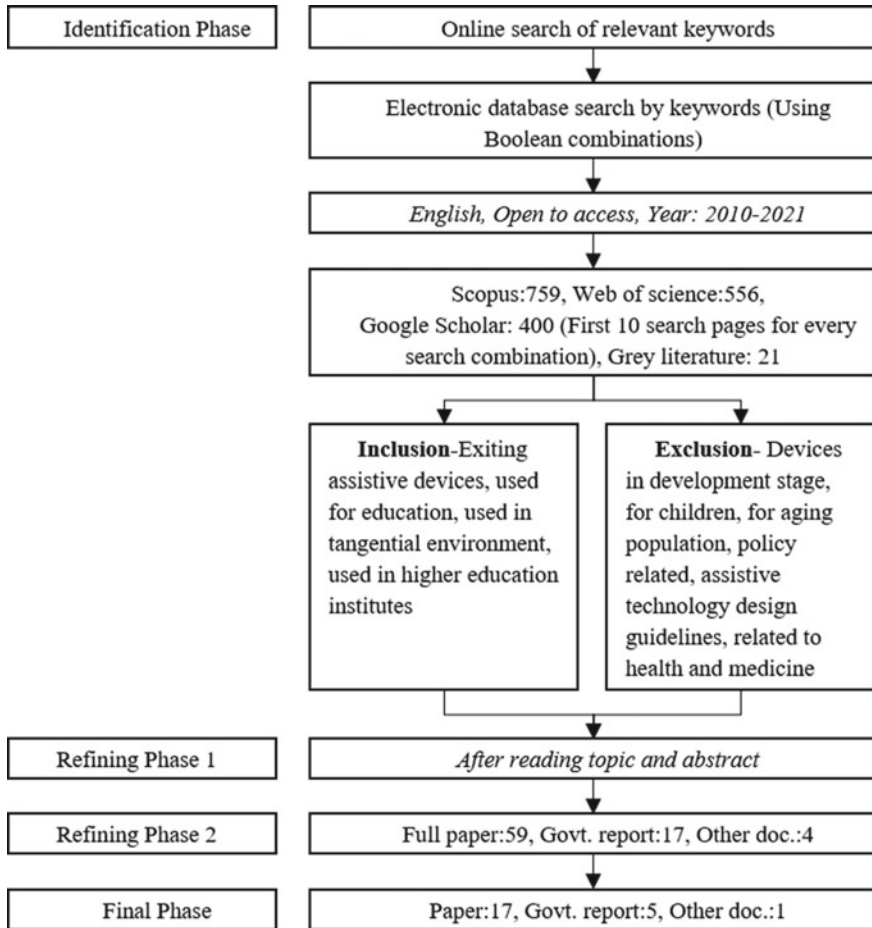 Identification Phase
Online search of relevant keywords
Electronic database search by keywords (Using
Boolean combinations)
English, Open to access, Year: 2010-2021
Scopus:759, Web of science:556,
Google Scholar: 400 (First 10 search pages for every
search combination), Grey literature: 21
Inclusion-Exiting
assistive devices, used
for education, used in
tangential environment,
used in higher education
institutes
Exclusion- Devices
in development stage,
for children, for aging
population, policy
related, assistive
technology design
guidelines, related to
health and medicine
Refining Phase 1
After reading topic and abstract
Refining Phase 2
Full paper:59, Govt. report:17, Other doc.:4
Final Phase
Paper:17, Govt. report:5, Other doc.:1